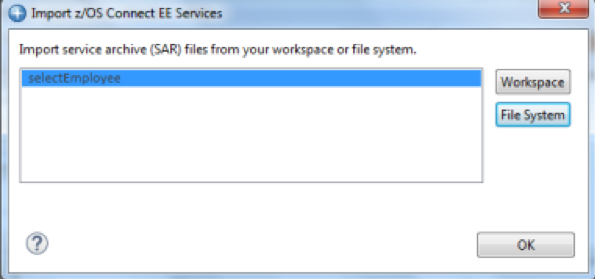 Import z/OS Connect EE Services
Import service archive (SAR) files from your workspace or file system.
selectEmployee
Workspace
File System
?
OK